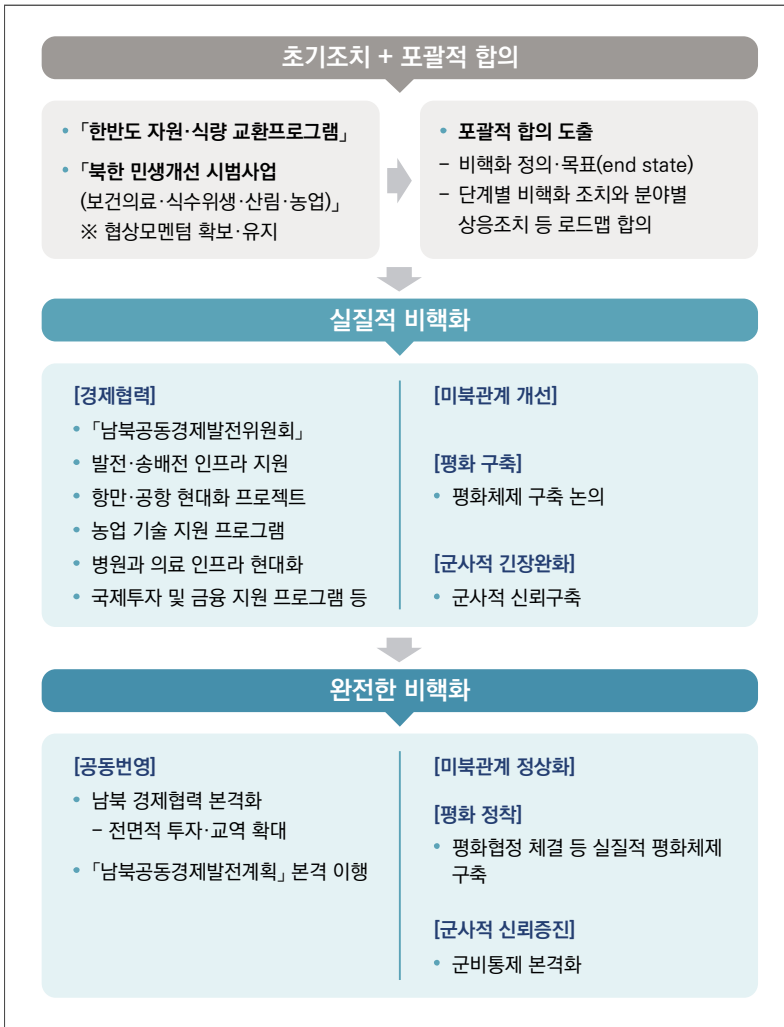 초기조치 + 포괄적 합의
• 「한반도 자원·식량 교환프로그램」
• 「북한 민생개선 시범사업
(보건의료·식수위생·산림·농업)」
※ 협상모멘텀 확보·유지
• 포괄적 합의 도출
– 비핵화 정의·목표(end state)
– 단계별 비핵화 조치와 분야별
상응조치 등 로드맵 합의
실질적 비핵화
[경제협력]
• 「남북공동경제발전위원회」
• 발전·송배전 인프라 지원
• 항만·공항 현대화 프로젝트
• 농업 기술 지원 프로그램
• 병원과 의료 인프라 현대화
• 국제투자 및 금융 지원 프로그램 등
[미북관계 개선]
[평화 구축]
• 평화체제 구축 논의
[군사적 긴장완화]
• 군사적 신뢰구축
완전한 비핵화
[공동번영]
• 남북 경제협력 본격화
– 전면적 투자·교역 확대
• 「남북공동경제발전계획」 본격 이행
[미북관계 정상화]
[평화 정착]
• 평화협정 체결 등 실질적 평화체제
구축
[군사적 신뢰증진]
• 군비통제 본격화